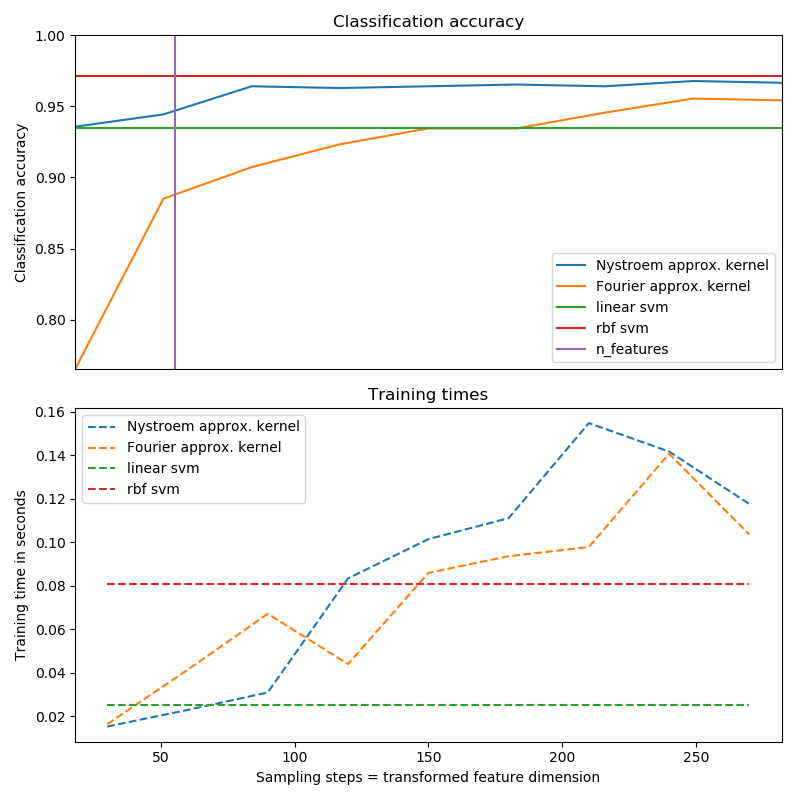 Classification accuracy
Classification accuracy
1.00
0.95
0.90
0.85
0.80
Nystroem approx. kernel
Fourier approx. kernel
linear svm
rbf svm
n_features
Training times
Training time in seconds
0.16
0.14
0.12
0.10
0.08
0.06
0.04
0.02
Nystroem approx. kernel
Fourier approx. kernel
linear svm
rbf svm
50
100
150
200
250
Sampling steps = transformed feature dimension